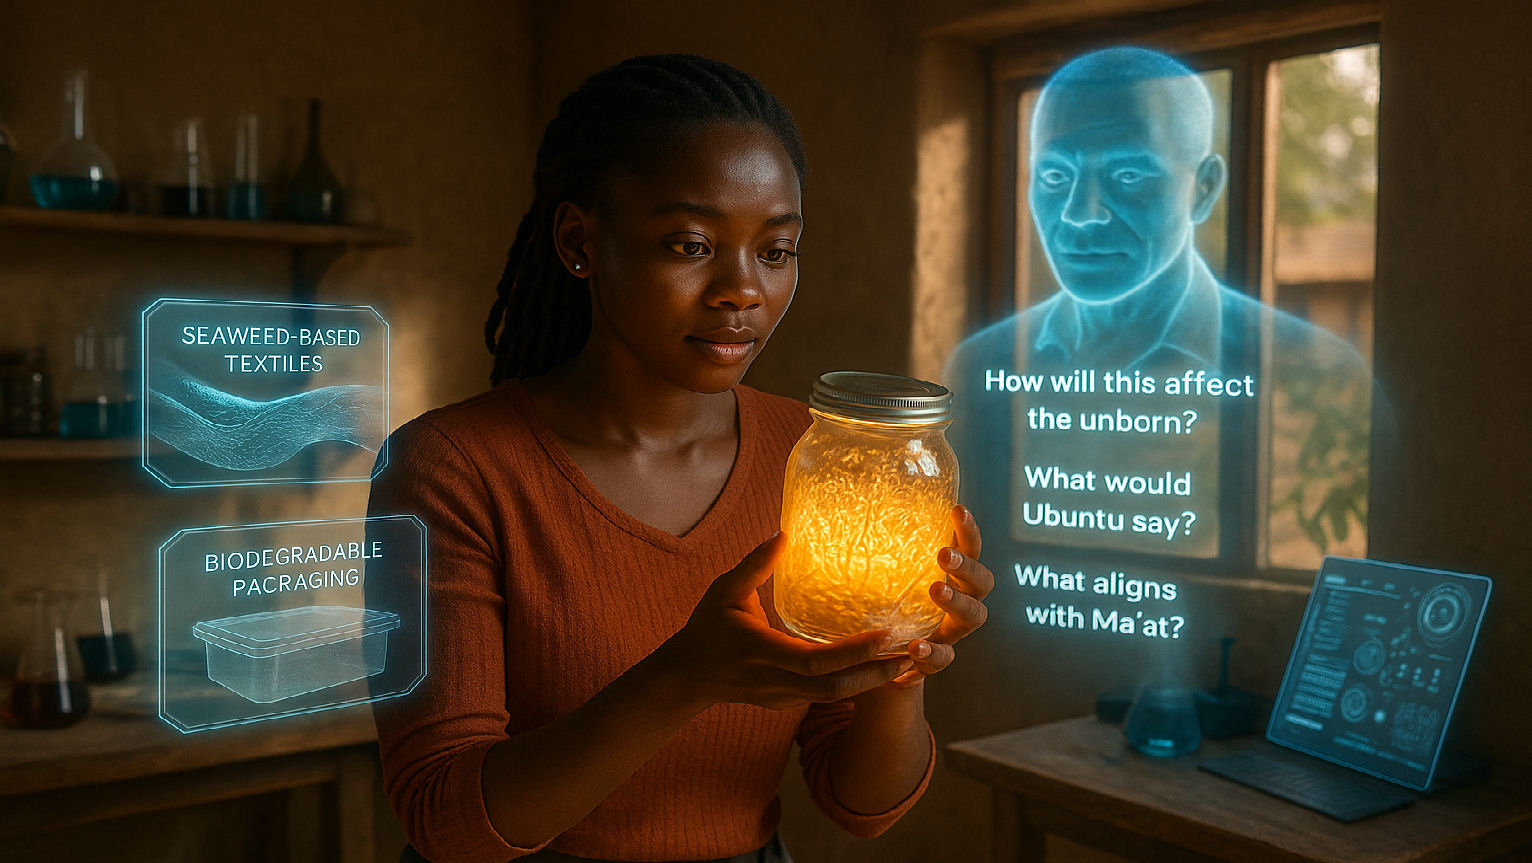 SEAWEED-BASED
TEXTILES
BIODEGRADABLE
PACKAGING
How will this affect
the unborn?
What would
Ubuntu say?
What aligns
with Ma'at?